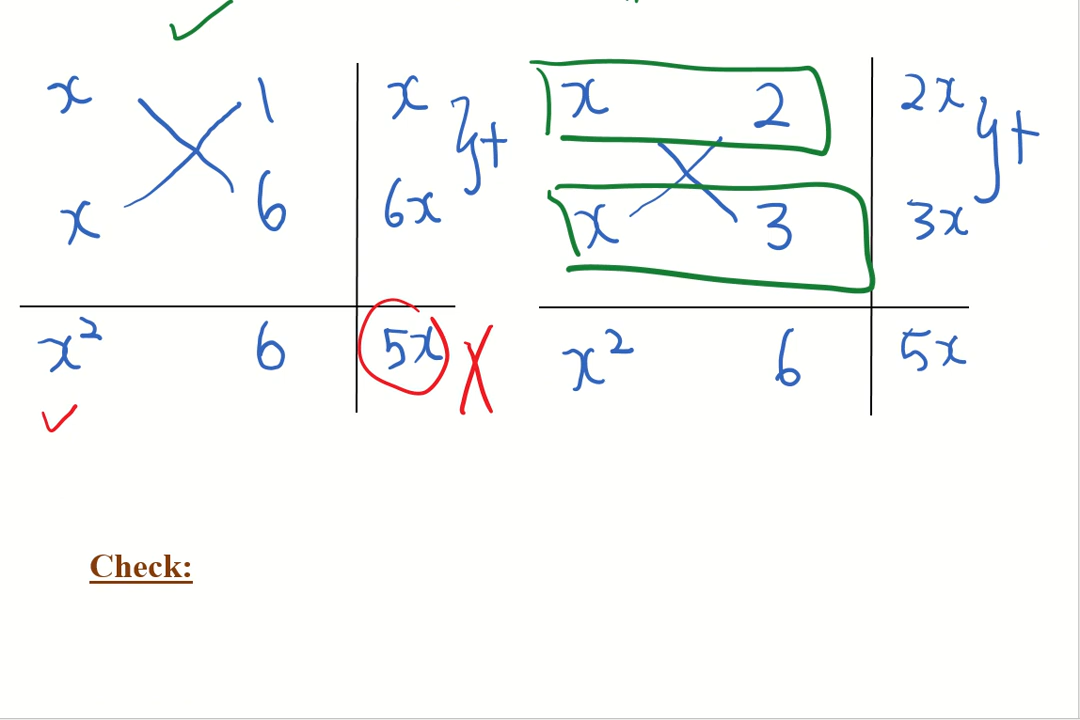 x 1 x
x 6 6x }+
x² 6 5x X
x 2 2x
x 3 3x }+
x² 6 5x
Check: